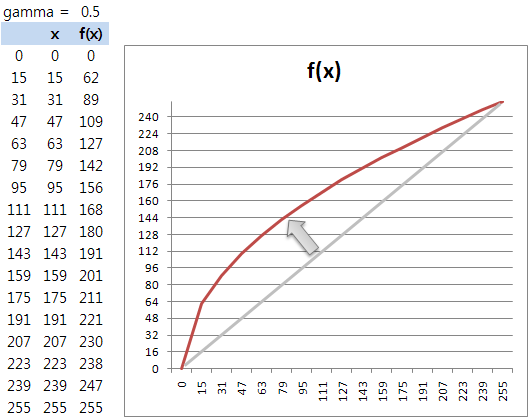 gamma = 0.5
x f(x)
0 0 0
15 15 62
31 31 89
47 47 109
63 63 127
79 79 142
95 95 156
111 111 168
127 127 180
143 143 191
159 159 201
175 175 211
191 191 221
207 207 230
223 223 238
239 239 247
255 255 255
f(x)
240
224
208
192
176
160
144
128
112
96
80
64
48
32
16
0
0 15 31 47 63 79 95 111 127 143 159 175 191 207 223 239 255